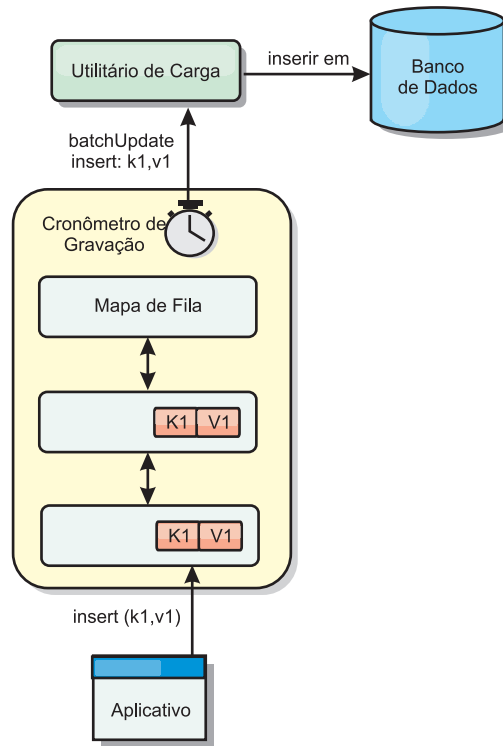 Utilitário de Carga
inserir em
Banco
de Dados
batchUpdate
insert: k1,v1
Cronômetro de
Gravação
Mapa de Fila
K1 V1
K1 V1
insert (k1,v1)
Aplicativo